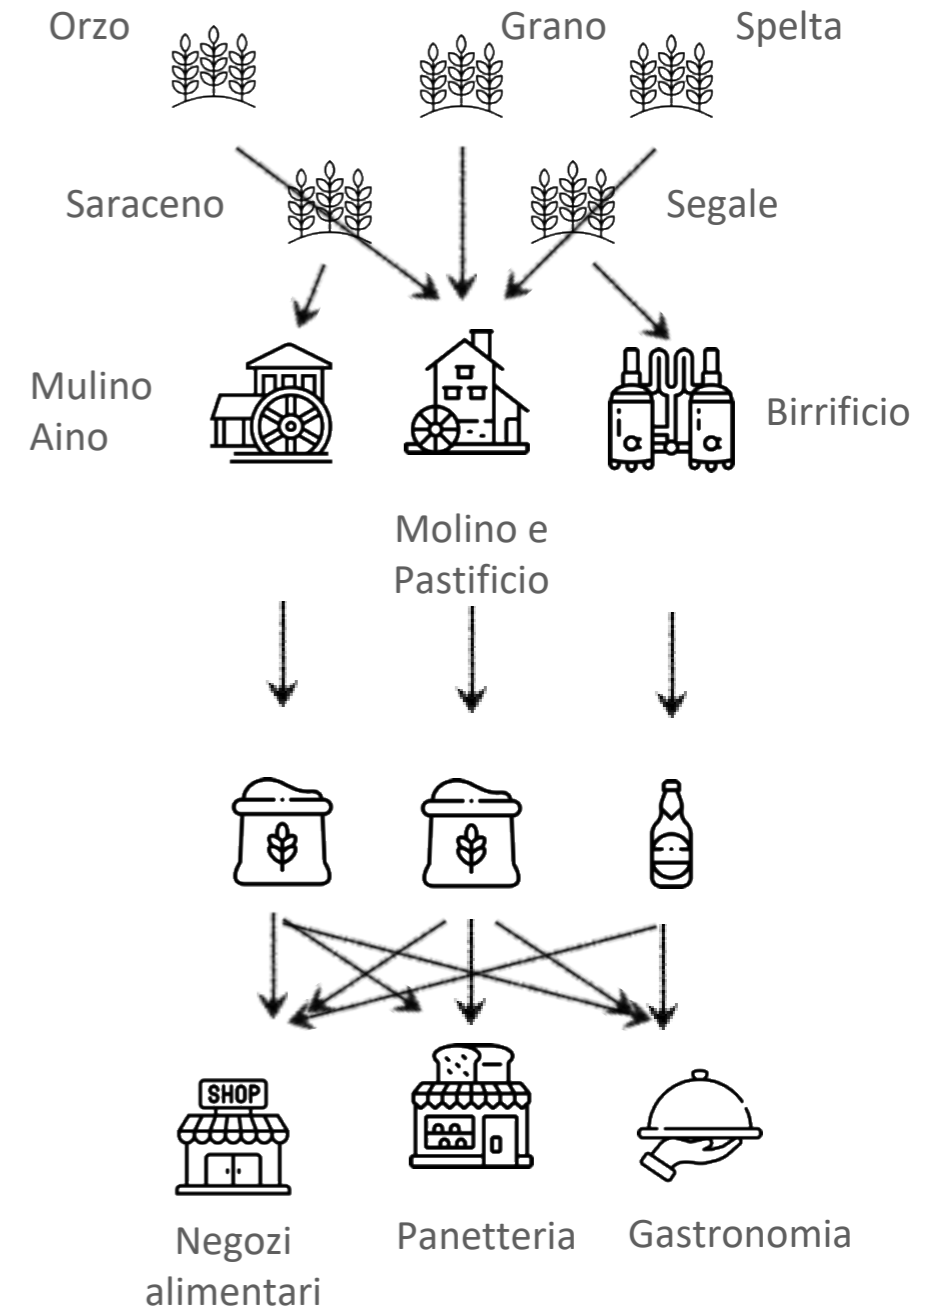 Orzo
Grano
Spelta
Saraceno
Segale
Mulino
Aino
Birrificio
Molino e
Pastificio
SHOP
Negozi
alimentari
Panetteria
Gastronomia